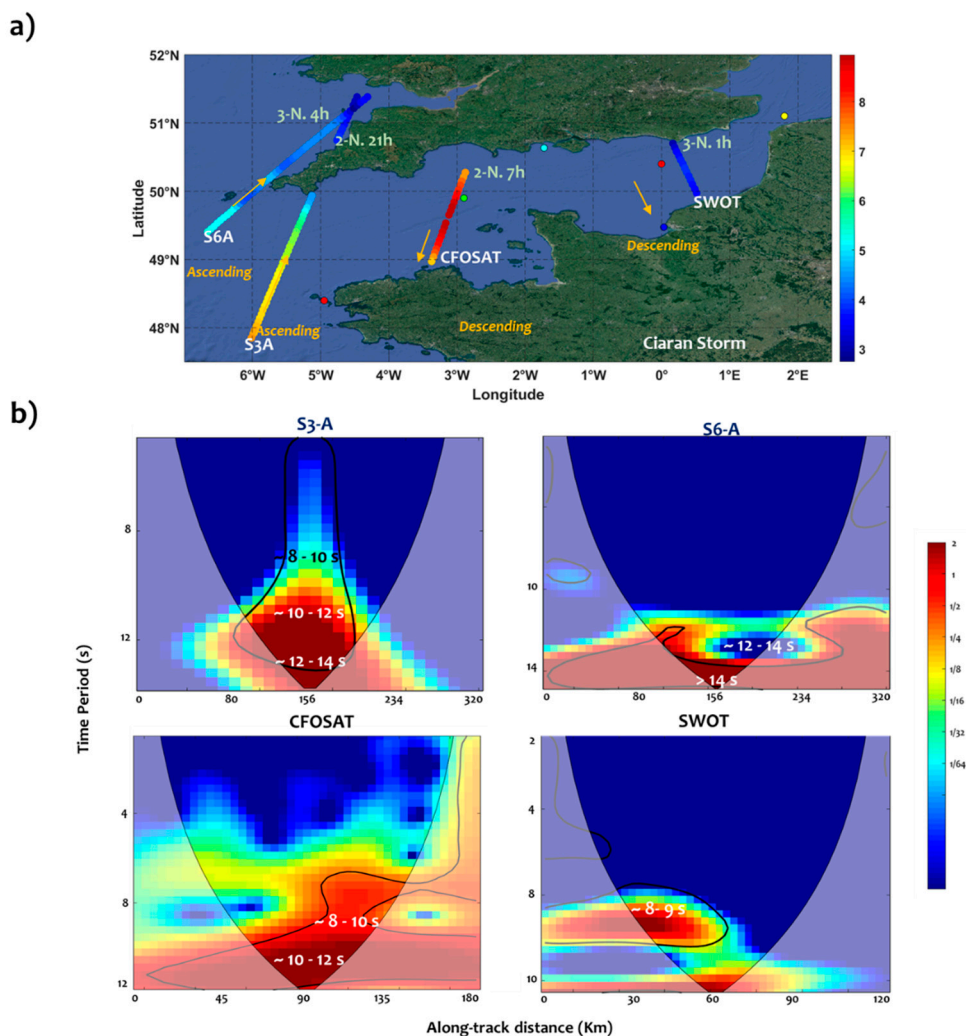 a)
52°N
51°N
50°N
49°N
48°N
Latitude
3-N. 4h
2-N. 21h
2-N. 7h
3-N. 1h
S6A
Ascending
S3A
Ascending
CFOSAT
Descending
SWOT
Descending
Ciaran Storm
6°W 5°W 4°W 3°W 2°W 1°W 0° 1°E 2°E
Longitude
8
7
6
5
4
3
b)
S3-A
8
12
8 - 10 s
~ 10 - 12 s
~ 12 - 14 s
0 80 156 234 320
S6-A
10
14
~ 12 - 14 s
> 14 s
0 80 156 234 320
Time Period (s)
CFOSAT
4
8
12
~ 8 - 10 s
~ 10 - 12 s
0 45 90 135 180
SWOT
2
4
6
8
10
~ 8- 9 s
0 30 60 90 120
Along-track distance (Km)
2
1
1/2
1/4
1/8
1/16
1/32
1/64